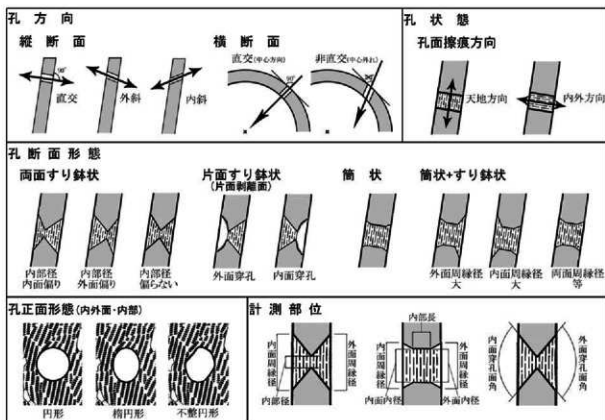 孔方向
縦断面
横断面
直交(中心方向)
非直交(中心外れ)
90°
90°
直交
外斜
内斜
孔状態
孔面擦痕方向
天地方向
内外方向
孔断面形態
両面すり鉢状
片面すり鉢状
(片面剥離面)
筒状
筒状+すり鉢状
内部径
内面偏り
内部径
外面偏り
内部径
偏らない
外面穿孔
内面穿孔
外面周縁径
大
内面周縁径
大
両面周縁径
等
孔正面形態(内外面・内部)
円形
楕円形
不整円形
計測部位
内面周縁径
外面周縁径
内部径
内部長
内面周縁径
外面周縁径
内面内径
外面内径
内面穿孔面角
外面穿孔面角